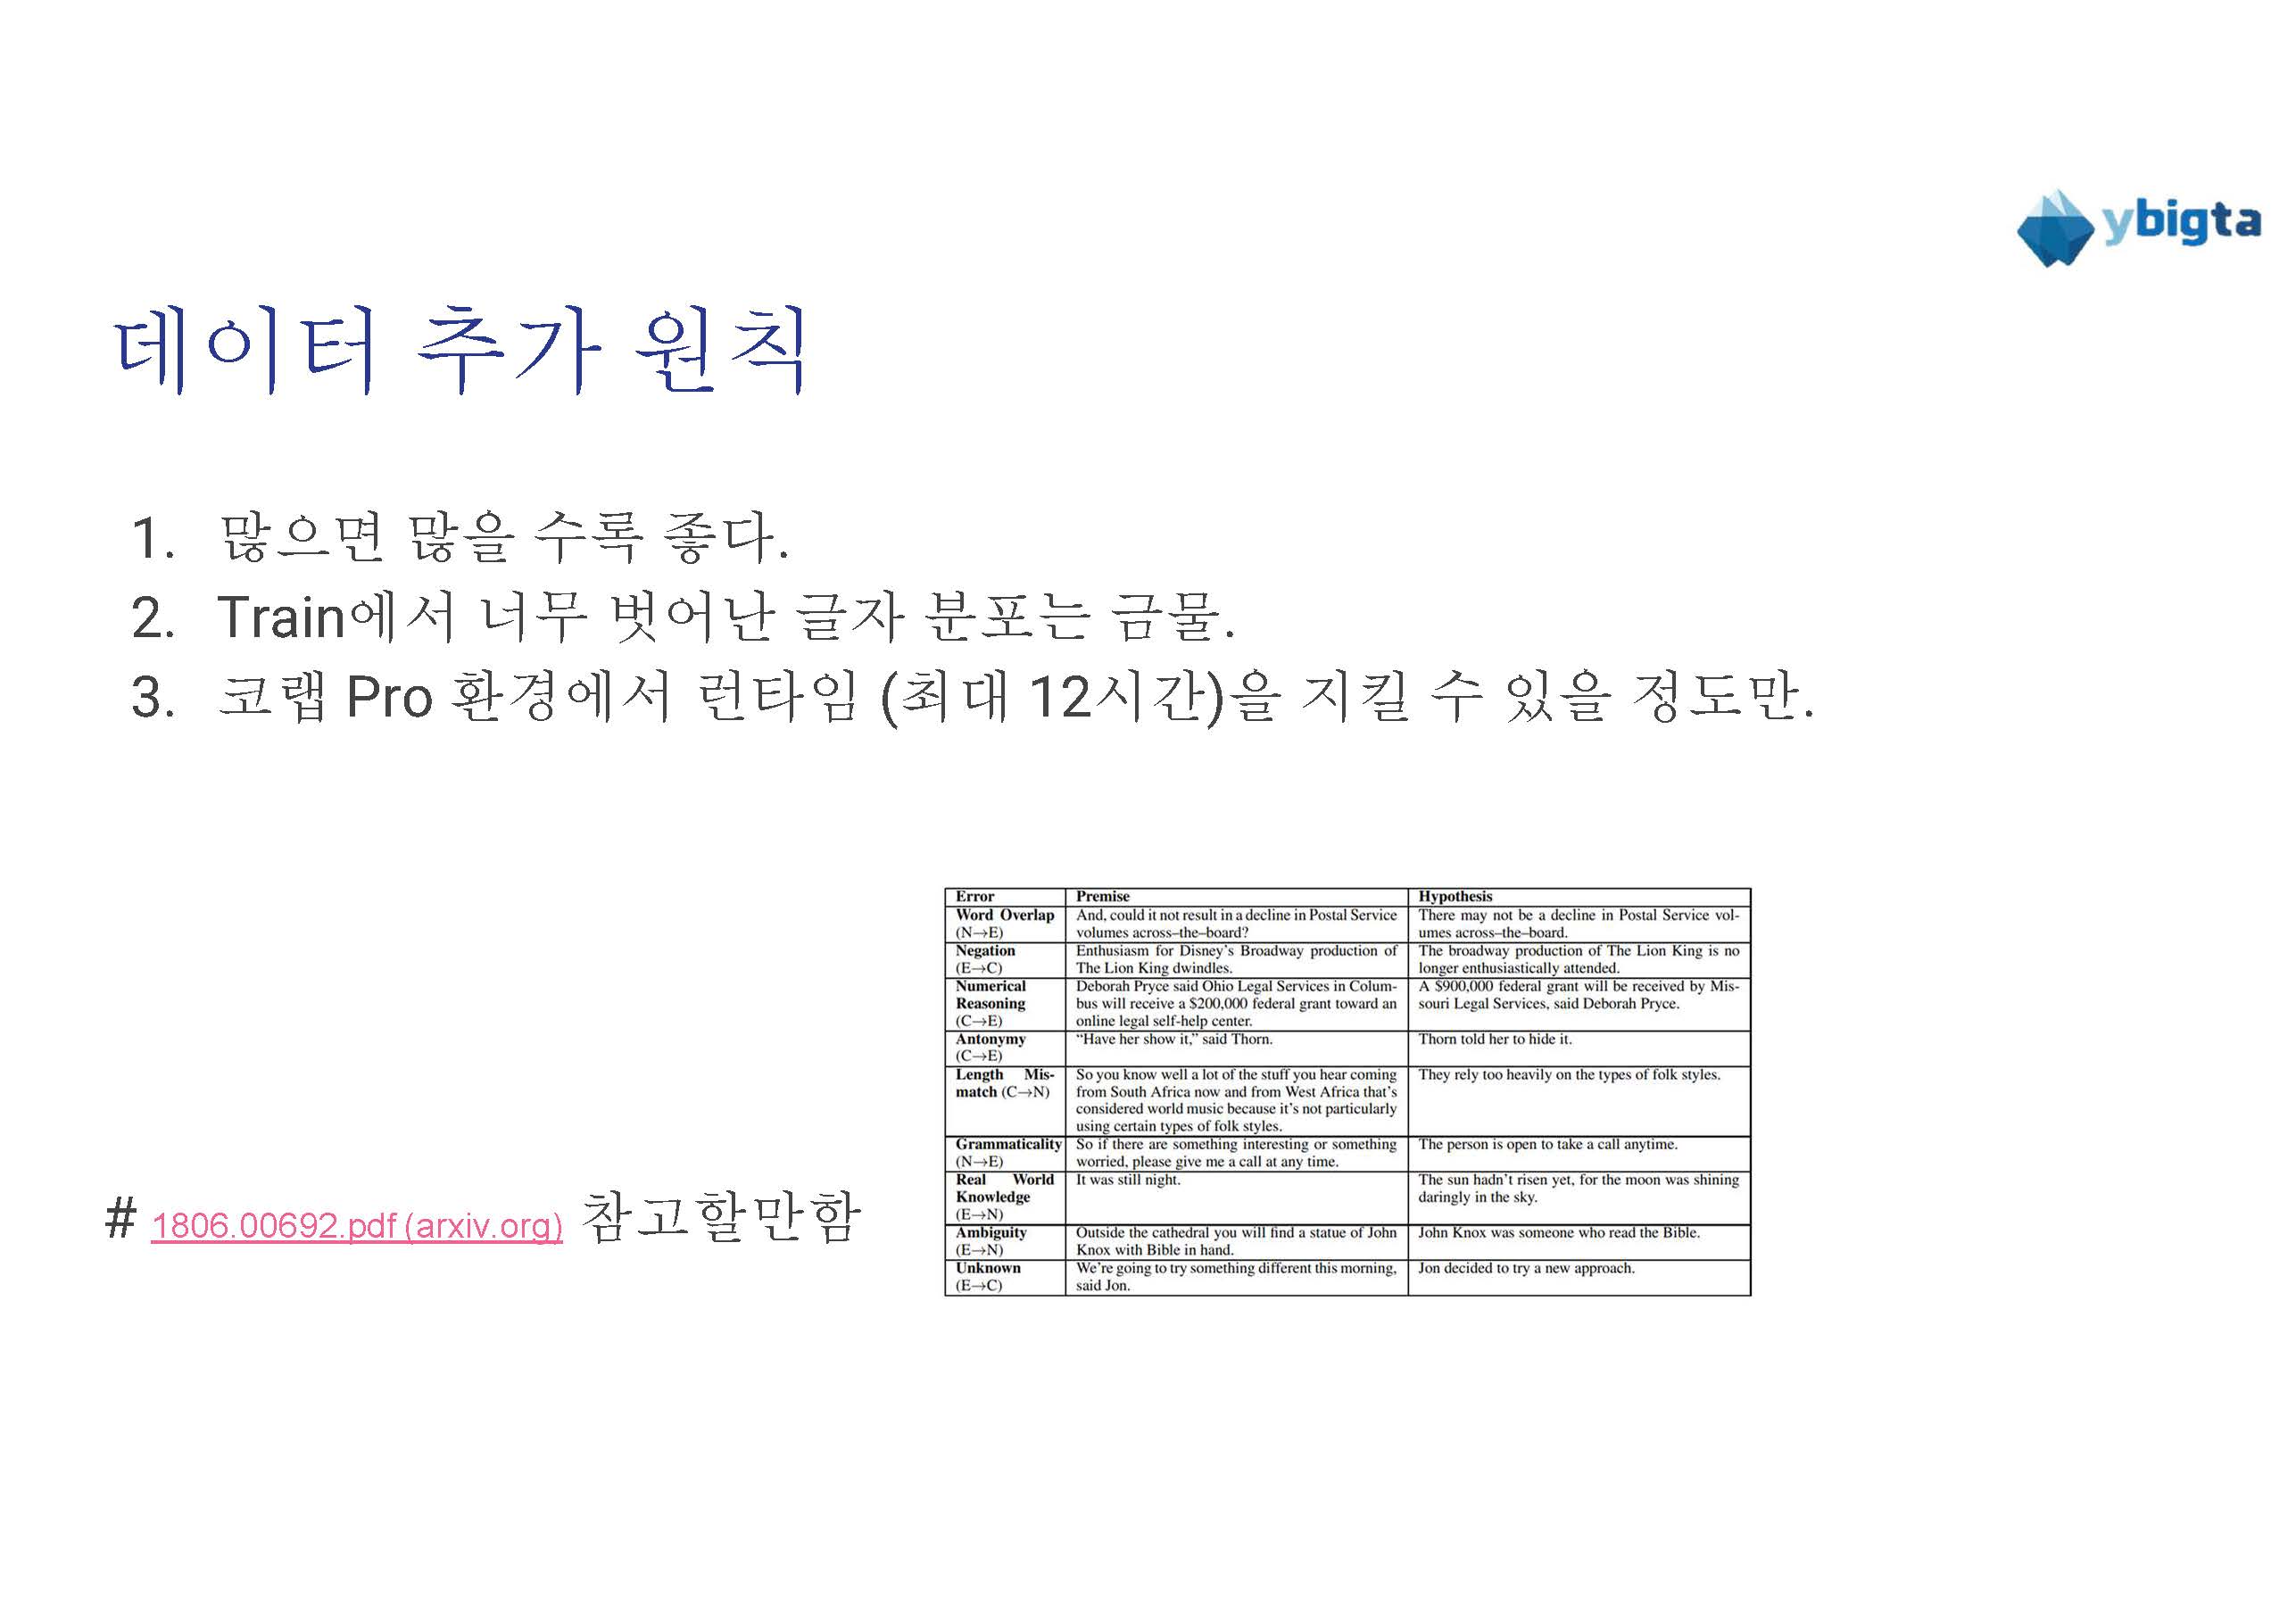 ybigta
데이터 추가 원칙
1. 많으면 많을 수록 좋다.
2. Train에서 너무 벗어난 글자 분포는 금물.
3. 코랩 Pro 환경에서 런타임 (최대 12시간)을 지킬 수 있을 정도만.
# 1806.00692.pdf (arxiv.org) 참고할만함
Error Premise Hypothesis
Word Overlap And, could it not result in a decline in Postal Service There may not be a decline in Postal Service vol-
(N→E) volumes across–the–board? umes across–the–board.
Negation Enthusiasm for Disney's Broadway production of The broadway production of The Lion King is no
(E→C) The Lion King dwindles. longer enthusiastically attended.
Numerical Deborah Pryce said Ohio Legal Services in Colum- A $900,000 federal grant will be received by Mis-
Reasoning bus will receive a $200,000 federal grant toward an souri Legal Services, said Deborah Pryce.
(C→E) online legal self-help center.
Antonymy “Have her show it,” said Thorn. Thorn told her to hide it.
(C→E)
Length Mis- So you know well a lot of the stuff you hear coming They rely too heavily on the types of folk styles.
match (C→N) from South Africa now and from West Africa that's
considered world music because it's not particularly
using certain types of folk styles.
Grammaticality So if there are something interesting or something The person is open to take a call anytime.
(N→E) worried, please give me a call at any time.
Real World It was still night. The sun hadn't risen yet, for the moon was shining
Knowledge daringly in the sky.
(E→N)
Ambiguity Outside the cathedral you will find a statue of John John Knox was someone who read the Bible.
(E→N) Knox with Bible in hand.
Unknown We're going to try something different this morning, Jon decided to try a new approach.
(E→C) said Jon.